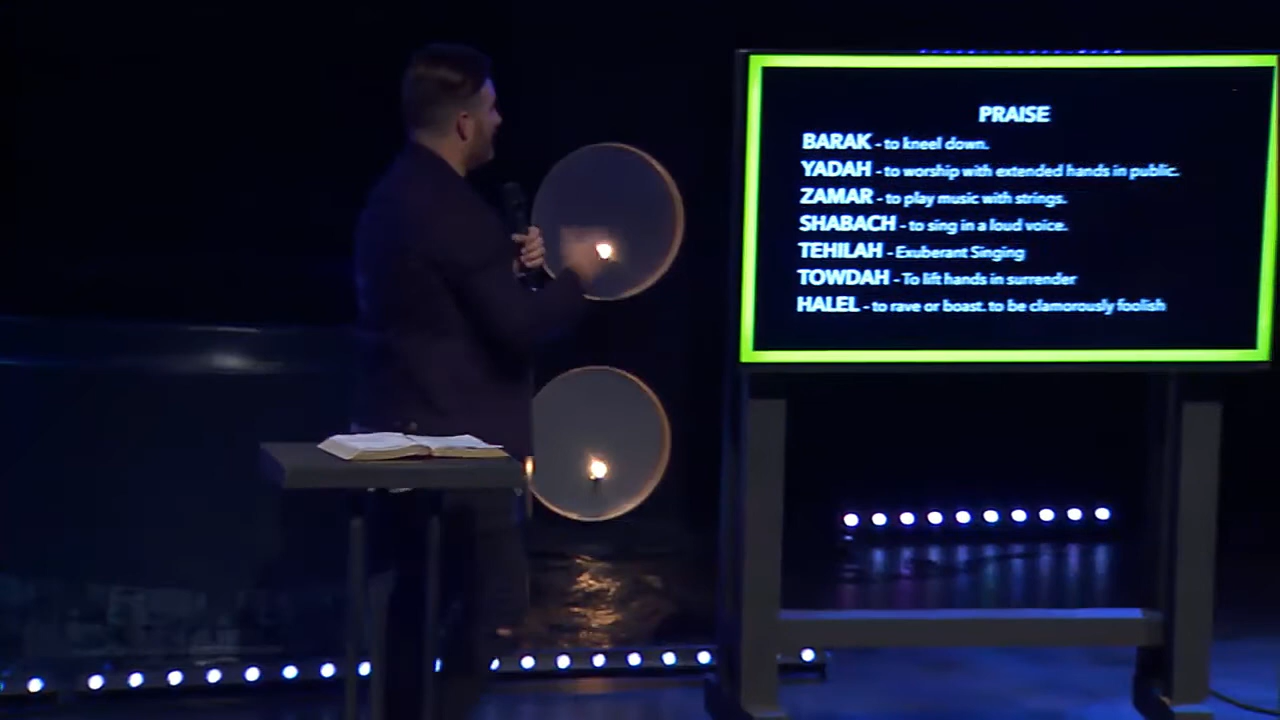 PRAISE
BARAK - to kneel down.
YADAH - to worship with extended hands in public.
ZAMAR - to play music with strings.
SHABACH - to sing in a loud voice.
TEHILAH - Exuberant Singing
TOWDAH - To lift hands in surrender
HALEL - to rave or boast. to be clamorously foolish